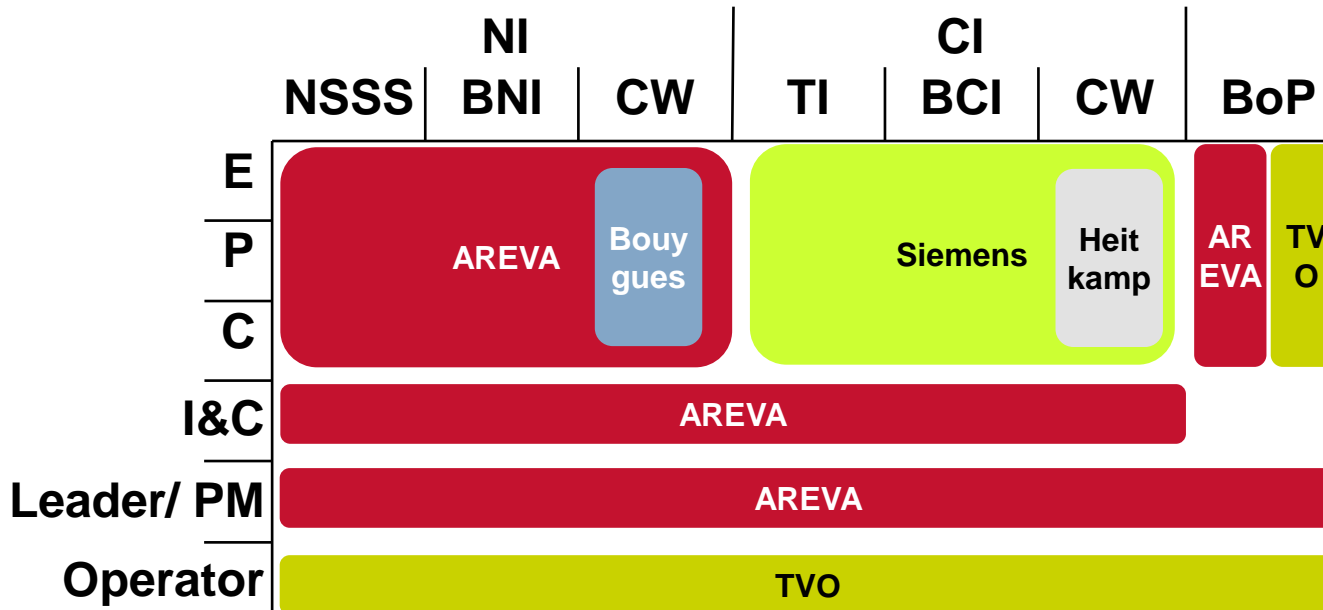 NI CI
NSSS BNI CW TI BCI CW BoP
E
P
C
AREVA
Bouy
gues
Siemens
Heit
kamp
AR
EVA
TV
O
I&C AREVA
Leader/ PM AREVA
Operator TVO